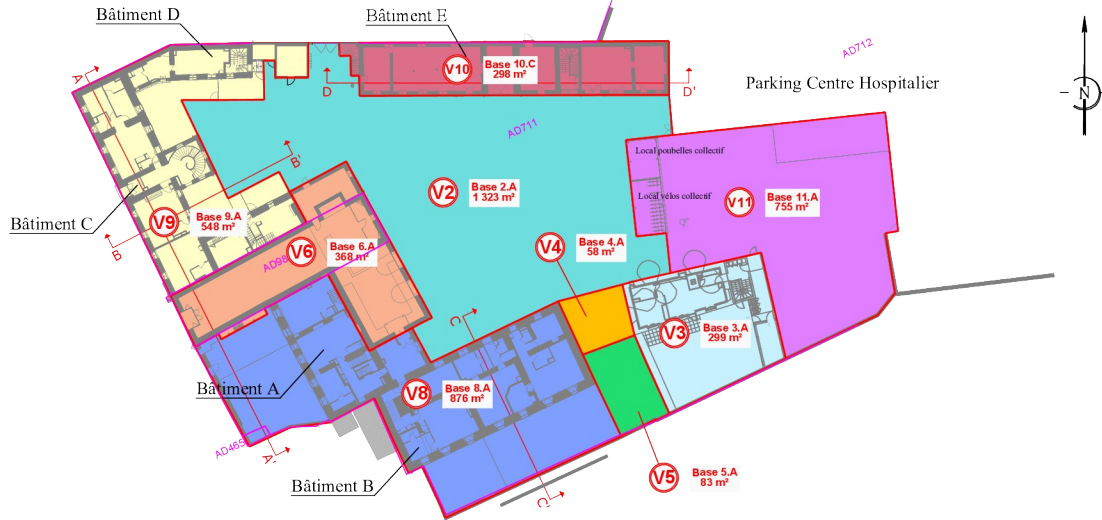 Bâtiment D
Bâtiment E
AD712
Parking Centre Hospitalier
N
A
V10
Base 10.C
298 m²
D
D'
AD711
Local poubelles collectif
B'
V2
Base 2.A
1 323 m²
Local vélos collectif
V11
Base 11.A
755 m²
Bâtiment C
V9
Base 9.A
548 m²
B
V6
Base 6.A
368 m²
AD98
V4
Base 4.A
58 m²
C
V3
Base 3.A
299 m²
Bâtiment A
V8
Base 8.A
876 m²
AD465
A'
Bâtiment B
V5
Base 5.A
83 m²
C'